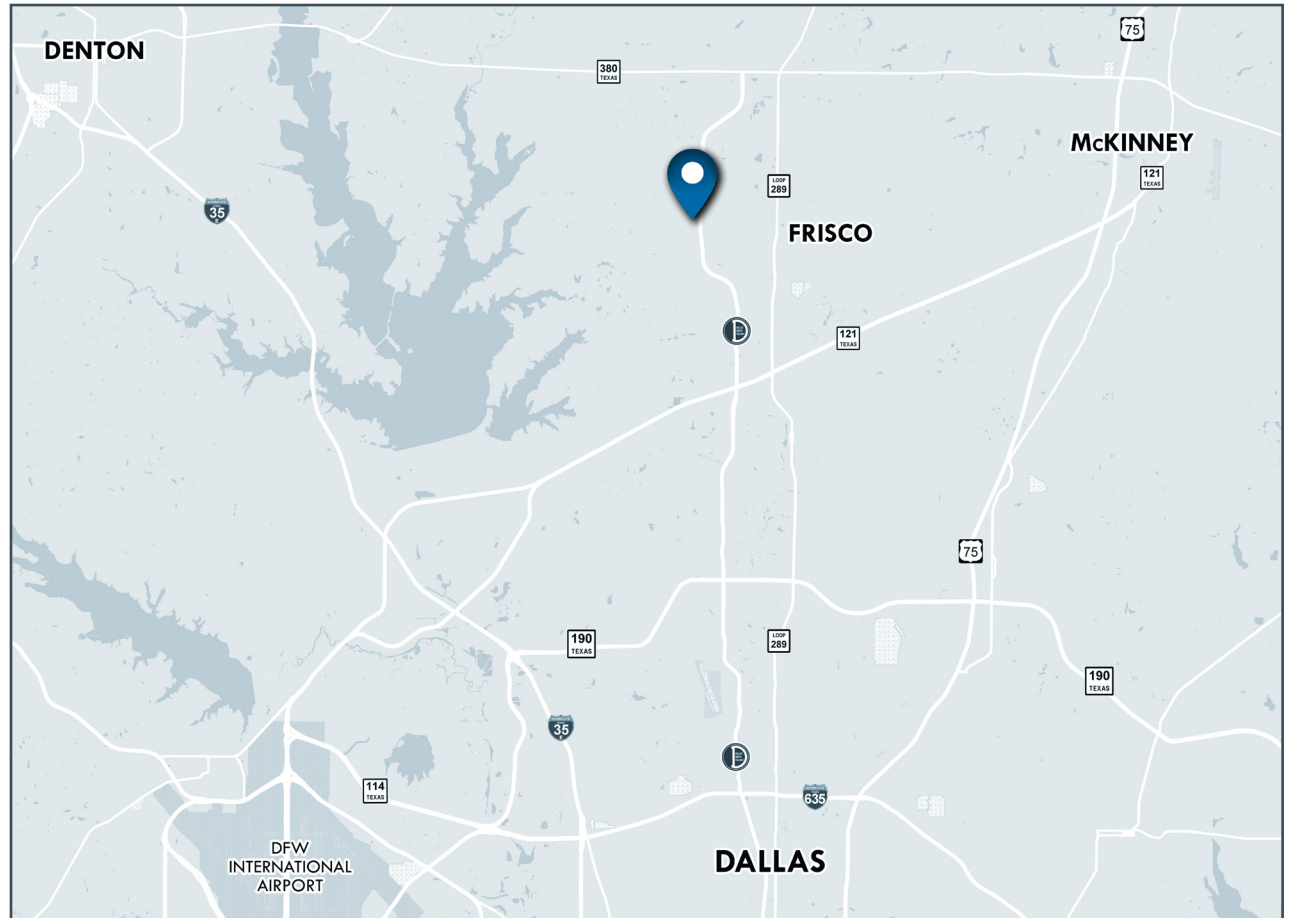 75
DENTON
380
TEXAS
McKINNEY
121
TEXAS
LOOP
289
35
FRISCO
D
121
TEXAS
75
190
TEXAS
LOOP
289
190
TEXAS
35
D
114
TEXAS
635
DFW
INTERNATIONAL
AIRPORT
DALLAS